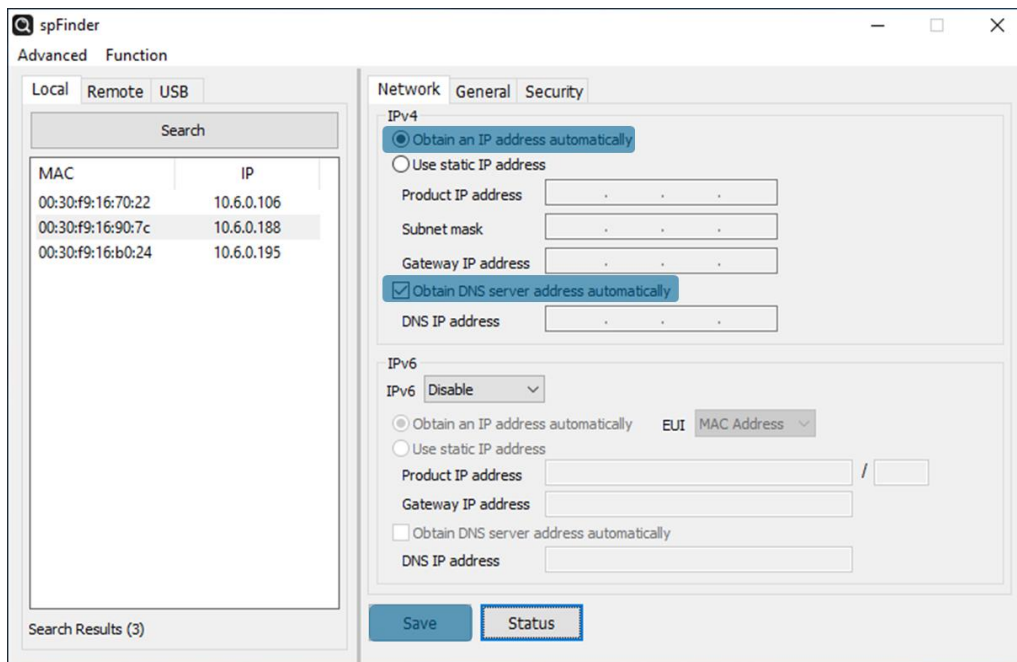 spFinder
Advanced Function
Local Remote USB
Search
MAC IP
00:30:f9:16:70:22 10.6.0.106
00:30:f9:16:90:7c 10.6.0.188
00:30:f9:16:b0:24 10.6.0.195
Search Results (3)
Network General Security
IPv4
Obtain an IP address automatically
Use static IP address
Product IP address . . .
Subnet mask . . .
Gateway IP address . . .
Obtain DNS server address automatically
DNS IP address . . .
IPv6
IPv6 Disable
Obtain an IP address automatically EUI MAC Address
Use static IP address
Product IP address /
Gateway IP address
Obtain DNS server address automatically
DNS IP address
Save Status